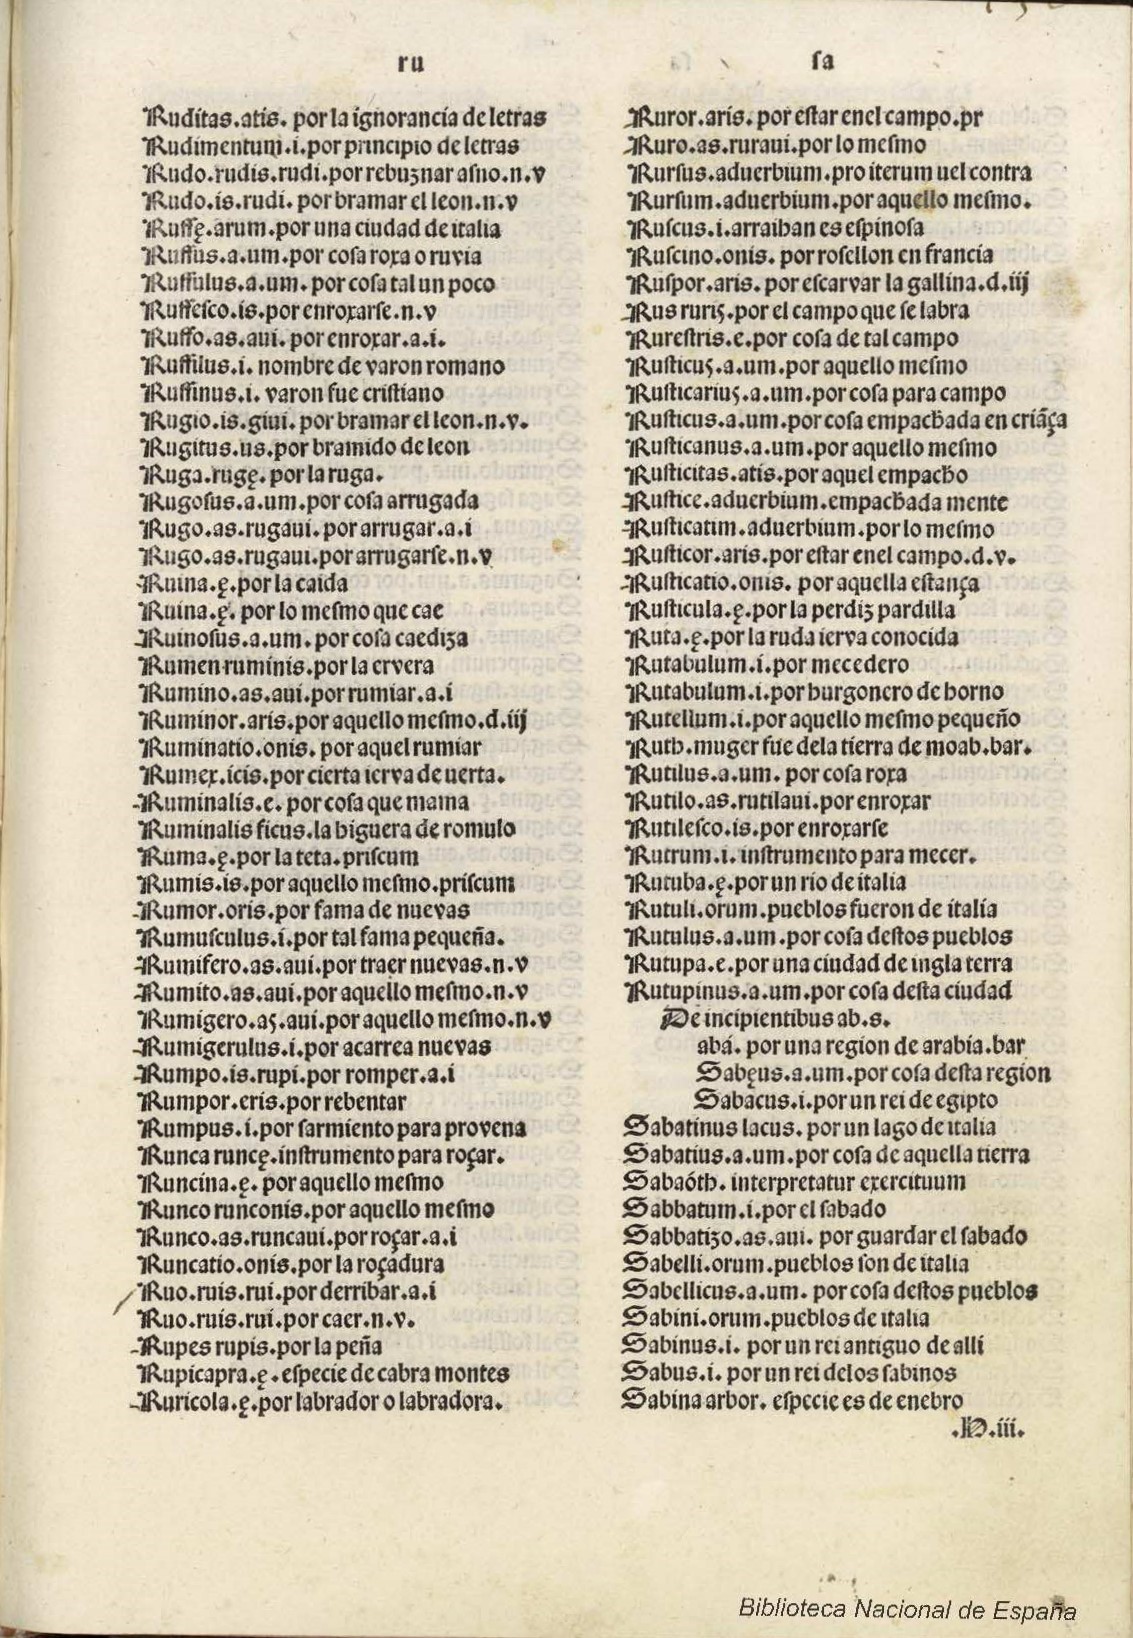 ru
Ruditas.atis. por la ignorancia de letras
Rudimentum.i.por principio de letras
Rudo.rudis.rudi.por rebuznar asno.n.v
Rudo.is.rudi. por bramar el leon.n.v
Ruffę.arum.por una ciudad de italia
Ruffus.a.um.por cosa roxa o ruvia
Ruffulus.a.um.por cosa tal un poco
Ruffesco.is.por enroxarse.n.v
Ruffo.as.aui.por enroxar.a.i.
Ruffilus.i. nombre de varon romano
Ruffinus.i. varon fue cristiano
Rugio.is.giui. por bramar el leon.n.v.
Rugitus.us.por bramido de leon
Ruga.rugę.por la ruga.
Rugosus.a.um.por cosa arrugada
Rugo.as.rugaui.por arrugar.a.i
Rugo.as.rugaui.por arrugarse.n.v
Ruina.ę.por la caida
Ruina.ę. por lo mesmo que cae
Ruinosus.a.um.por cosa caediza
Rumen ruminis.por la ervera
Rumino.as.aui.por rumiar.a.i
Ruminor.aris.por aquello mesmo.d.iij
Ruminatio.onis. por aquel rumiar
Rumex.icis.por cierta ierva de uerta.
Ruminalis.e. por cosa que mama
Ruminalis ficus.la higuera de romulo
Ruma.ę.por la teta.priscum
Rumis.is.por aquello mesmo.priscum
Rumor.oris.por fama de nuevas
Rumusculus.i.por tal fama pequeña.
Rumifero.as.aui.por traer nuevas.n.v
Rumito.as.aui.por aquello mesmo.n.v
Rumigero.as.aui.por aquello mesmo.n.v
Rumigerulus.i.por acarrea nuevas
Rumpo.is.rupi.por romper.a.i
Rumpor.eris.por rebentar
Rumpus.i.por sarmiento para provena
Runca runcę.instrumento para roçar.
Runcina.ę. por aquello mesmo
Runco runconis.por aquello mesmo
Runco.as.runcaui.por roçar.a.i
Runcatio.onis.por la roçadura
Ruo.ruis.rui.por derribar.a.i
Ruo.ruis.rui.por caer.n.v.
Rupes rupis.por la peña
Rupicapra.ę.especie de cabra montes
Ruricola.ę.por labrador o labradora.
sa
Ruror.aris.por estar enel campo.pr
Ruro.as.ruraui.por lo mesmo
Rursus.aduerbium.pro iterum uel contra
Rursum.aduerbium.por aquello mesmo.
Ruscus.i.arraihan es espinosa
Ruscino.onis. por rosellon en francia
Ruspor.aris.por escarvar la gallina.d.iij
Rus ruris.por el campo que se labra
Rurestris.e.por cosa de tal campo
Rusticus.a.um.por aquello mesmo
Rusticarius.a.um.por cosa para campo
Rusticus.a.um.por cosa empachada en criãça
Rusticanus.a.um.por aquello mesmo
Rusticitas.atis.por aquel empacho
Rustice.aduerbium.empachada mente
Rusticatim.aduerbium.por lo mesmo
Rusticor.aris.por estar enel campo.d.v.
Rusticatio.onis. por aquella estança
Rusticula.ę.por la perdiz pardilla
Ruta.ę.por la ruda ierva conocida
Rutabulum.i.por mecedero
Rutabulum.i.por hurgonero de horno
Rutellum.i.por aquello mesmo pequeño
Ruth.muger fue dela tierra de moab.bar.
Rutilus.a.um. por cosa roxa
Rutilo.as.rutilaui.por enroxar
Rutilesco.is.por enroxarse
Rutrum.i. instrumento para mecer.
Rutuba.ę.por un rio de italia
Rutuli.orum.pueblos fueron de italia
Rutulus.a.um.por cosa destos pueblos
Rutupa.e.por una ciudad de ingla terra
Rutupinus.a.um.por cosa desta ciudad
De incipientibus ab.s.
abá. por una region de arabia.bar
Sabęus.a.um.por cosa desta region
Sabacus.i.por un rei de egipto
Sabatinus lacus. por un lago de italia
Sabatius.a.um.por cosa de aquella tierra
Sabaóth. interpretatur exercituum
Sabbatum.i.por el sabado
Sabbatizo.as.aui. por guardar el sabado
Sabelli.orum.pueblos son de italia
Sabellicus.a.um. por cosa destos pueblos
Sabini.orum.pueblos de italia
Sabinus.i. por un rei antiguo de alli
Sabus.i. por un rei delos sabinos
Sabina arbor. especie es de enebro
.iii.
Biblioteca Nacional de España